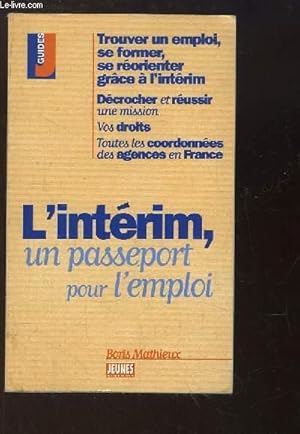 www.le-livre.com
GUIDES
J
Trouver un emploi,
se former,
se réorienter
grâce à l'intérim
Décrocher et réussir
une mission
Vos droits
Toutes les coordonnées
des agences en France
L'intérim,
un passeport
pour l'emploi
Boris Mathieux
JEUNES